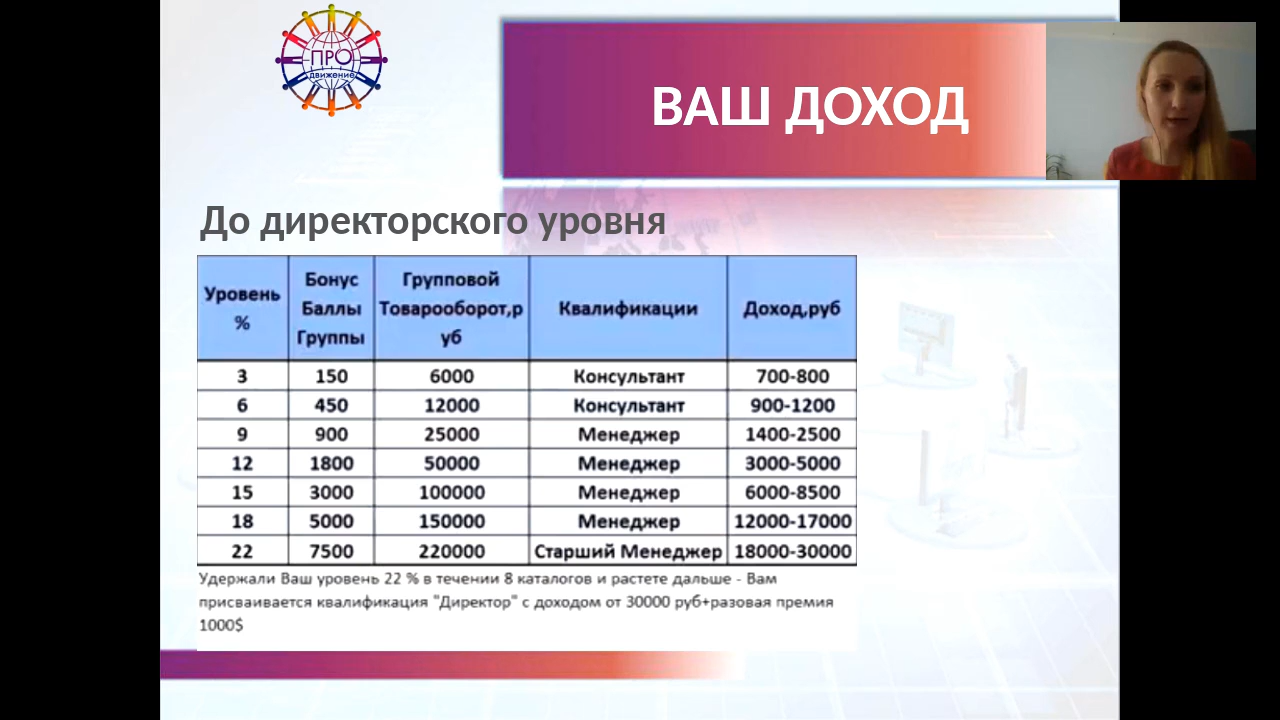 ПРО
движение
ВАШ ДОХОД
До директорского уровня
Уровень % Бонус Баллы Группы Групповой Товарооборот,руб Квалификации Доход,руб
3 150 6000 Консультант 700-800
6 450 12000 Консультант 900-1200
9 900 25000 Менеджер 1400-2500
12 1800 50000 Менеджер 3000-5000
15 3000 100000 Менеджер 6000-8500
18 5000 150000 Менеджер 12000-17000
22 7500 220000 Старший Менеджер 18000-30000
Удержали Ваш уровень 22 % в течении 8 каталогов и растете дальше - Вам
присваивается квалификация "Директор" с доходом от 30000 руб+разовая премия
1000$